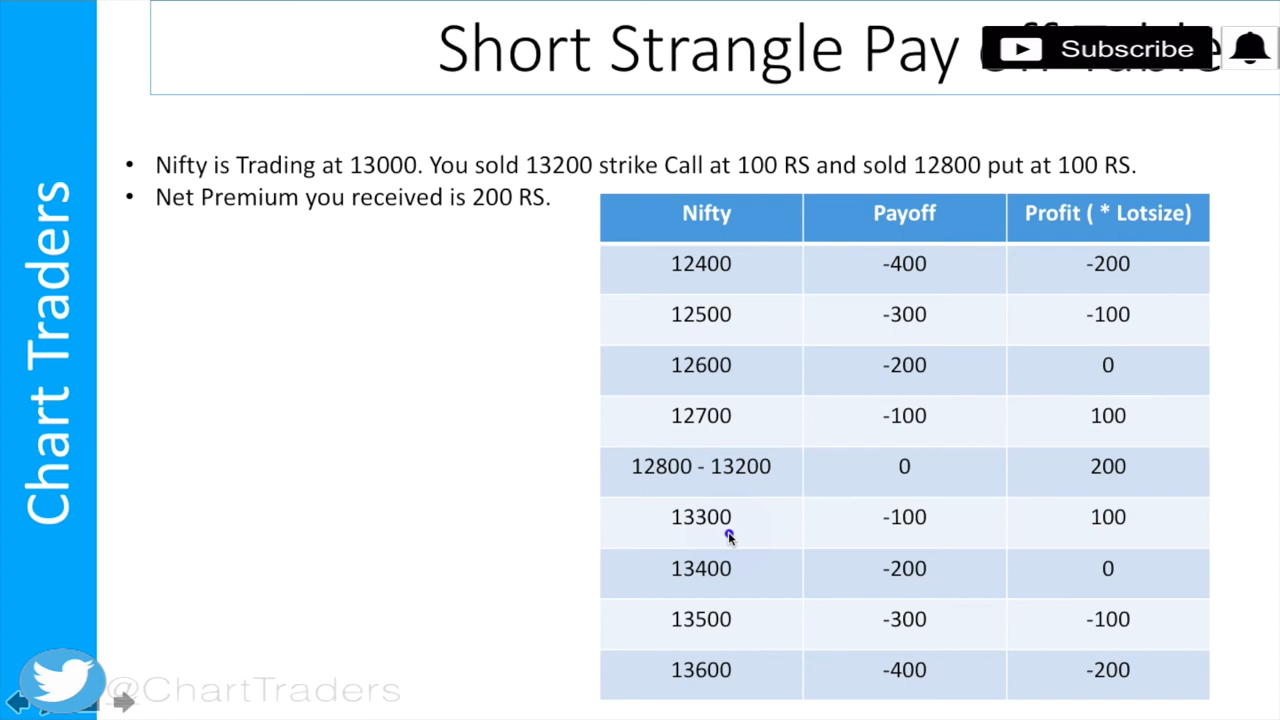 Short Strangle Pay
Subscribe
Chart Traders
• Nifty is Trading at 13000. You sold 13200 strike Call at 100 RS and sold 12800 put at 100 RS.
• Net Premium you received is 200 RS.
Nifty Payoff Profit ( * Lotsize)
12400 -400 -200
12500 -300 -100
12600 -200 0
12700 -100 100
12800 - 13200 0 200
13300 -100 100
13400 -200 0
13500 -300 -100
13600 -400 -200
@ChartTraders